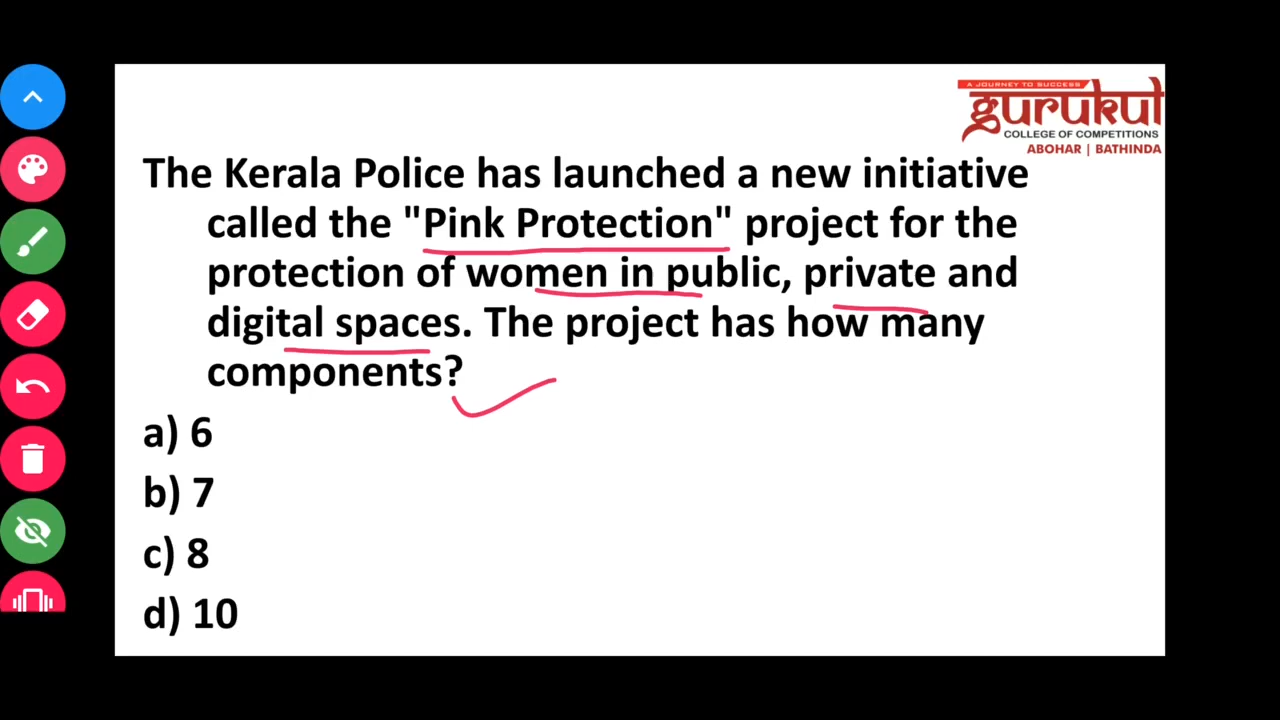 A JOURNEY TO SUCCESS
gurukul
COLLEGE OF COMPETITIONS
ABOHAR | BATHINDA
The Kerala Police has launched a new initiative
called the "Pink Protection" project for the
protection of women in public, private and
digital spaces. The project has how many
components?
a) 6
b) 7
c) 8
d) 10